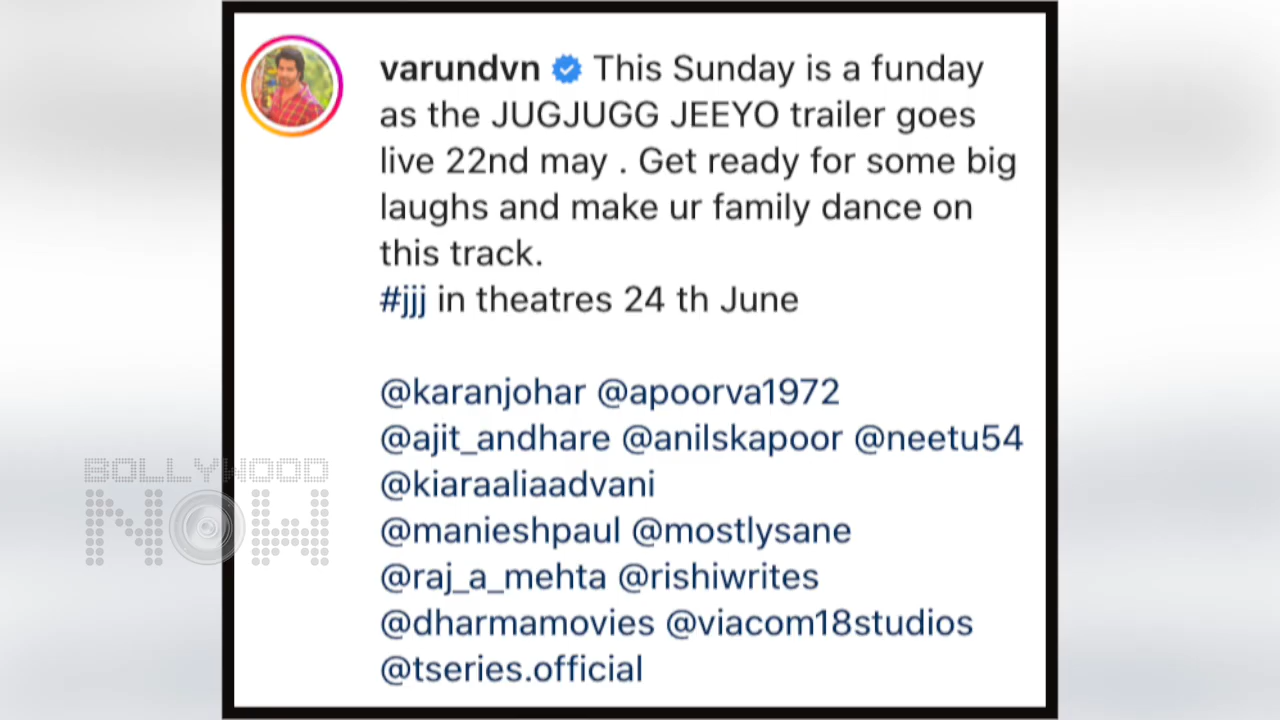 varundvn This Sunday is a funday
as the JUGJUGG JEEYO trailer goes
live 22nd may . Get ready for some big
laughs and make ur family dance on
this track.
#jjj in theatres 24 th June
@karanjohar @apoorva1972
@ajit_andhare @anilskapoor @neetu54
@kiaraaliaadvani
@manieshpaul @mostlysane
@raj_a_mehta @rishiwrites
@dharmamovies @viacom18studios
@tseries.official
BOLLYWOOD
NOW